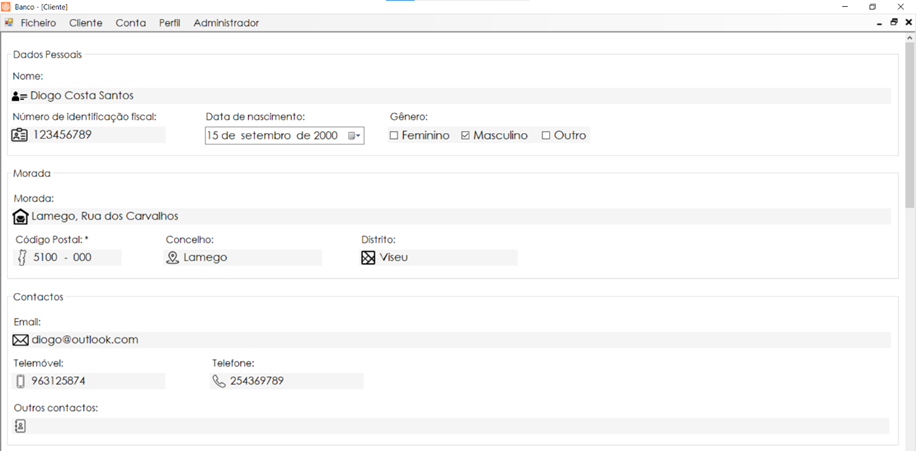 Banco - [Cliente]
Ficheiro Cliente Conta Perfil Administrador
Dados Pessoais
Nome:
Diogo Costa Santos
Número de identificação fiscal: Data de nascimento: Gênero:
123456789 15 de setembro de 2000 Feminino Masculino Outro
Morada
Morada:
Lamego, Rua dos Carvalhos
Código Postal: * Concelho: Distrito:
5100 - 000 Lamego Viseu
Contactos
Email:
diogo@outlook.com
Telemóvel: Telefone:
963125874 254369789
Outros contactos: